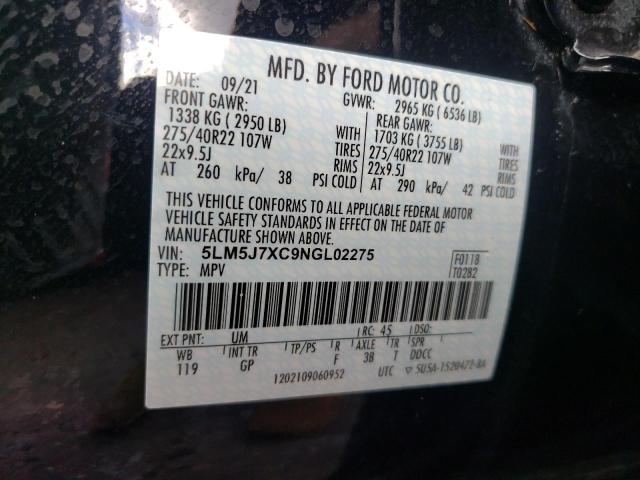 MFD. BY FORD MOTOR CO.
DATE: 09/21 GVWR: 2965 KG ( 6536 LB)
FRONT GAWR: REAR GAWR:
1338 KG ( 2950 LB) WITH 1703 KG ( 3755 LB) WITH
275/40R22 107W TIRES 275/40R22 107W TIRES
22x9.5J RIMS 22x9.5J RIMS
AT 260 kPa/ 38 PSI COLD AT 290 kPa/ 42 PSI COLD
THIS VEHICLE CONFORMS TO ALL APPLICABLE FEDERAL MOTOR
VEHICLE SAFETY STANDARDS IN EFFECT ON THE DATE OF
MANUFACTURE SHOWN ABOVE.
VIN: 5LM5J7XC9NGL02275 F0118
TYPE: MPV T0282
EXT PNT: UM RC: 45 DSO:
WB INT TR TP/PS R AXLE TR SPR
119 GP F 3B T DDCC
1202109060952 UTC ▽ 5U5A-1520472-BA